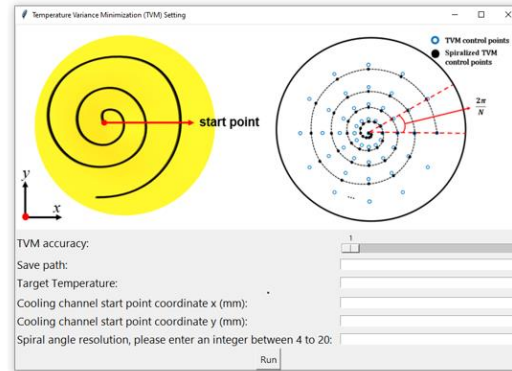 Temperature Variance Minimization (TVM) Setting
TVM control points
Spiralized TVM
control points
2π
N
start point
y
x
...
TVM accuracy:
1
Save path:
Target Temperature:
Cooling channel start point coordinate x (mm):
Cooling channel start point coordinate y (mm):
Spiral angle resolution, please enter an integer between 4 to 20:
Run